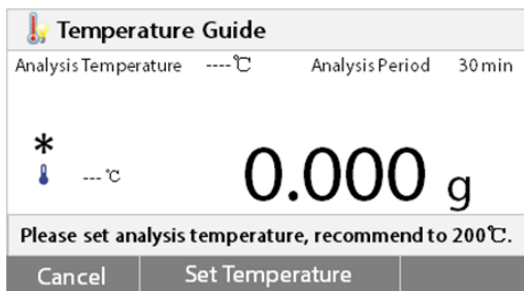 Temperature Guide
Analysis Temperature ----℃ Analysis Period 30 min
*
--- ℃ 0.000 g
Please set analysis temperature, recommend to 200℃.
Cancel Set Temperature